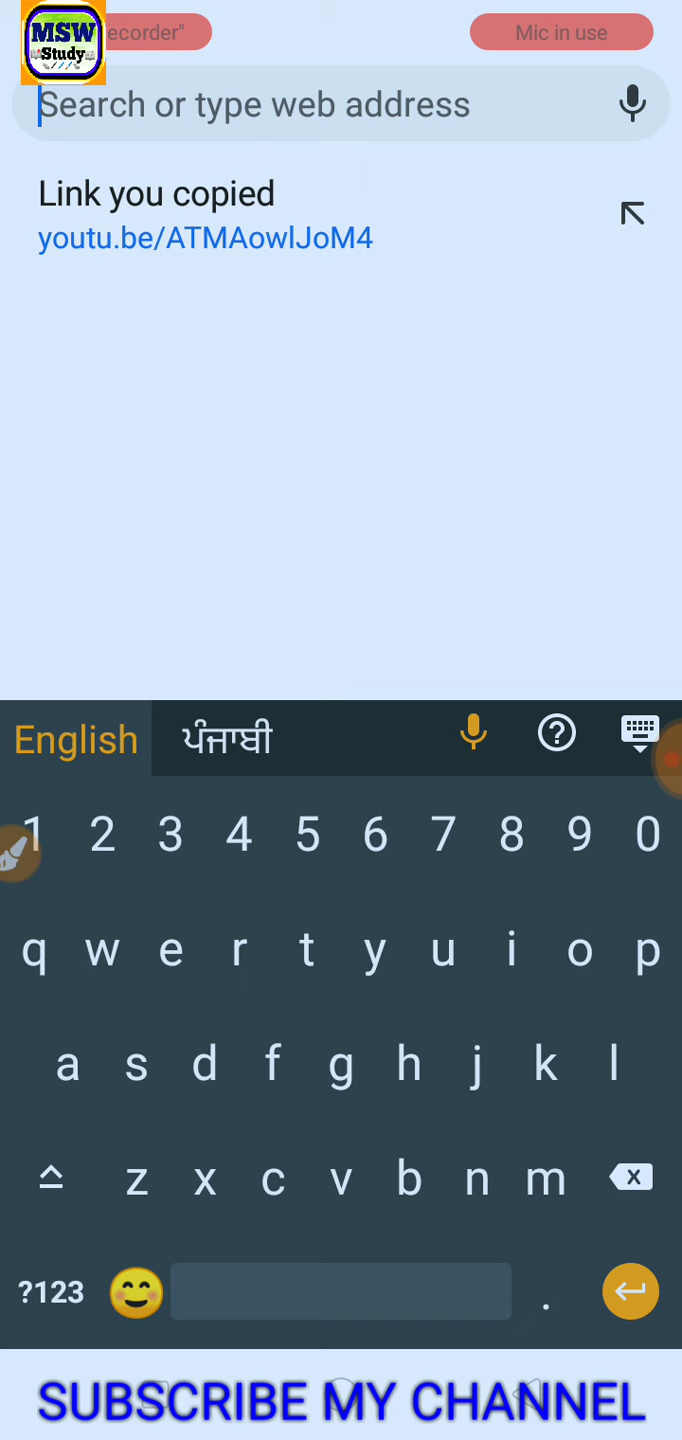 MSW
Study
ecorder"
Mic in use
Search or type web address
Link you copied
youtu.be/ATMAowlJoM4
English
ਪੰਜਾਬੀ
1 2 3 4 5 6 7 8 9 0
q w e r t y u i o p
a s d f g h j k l
z x c v b n m
?123
.
SUBSCRIBE MY CHANNEL